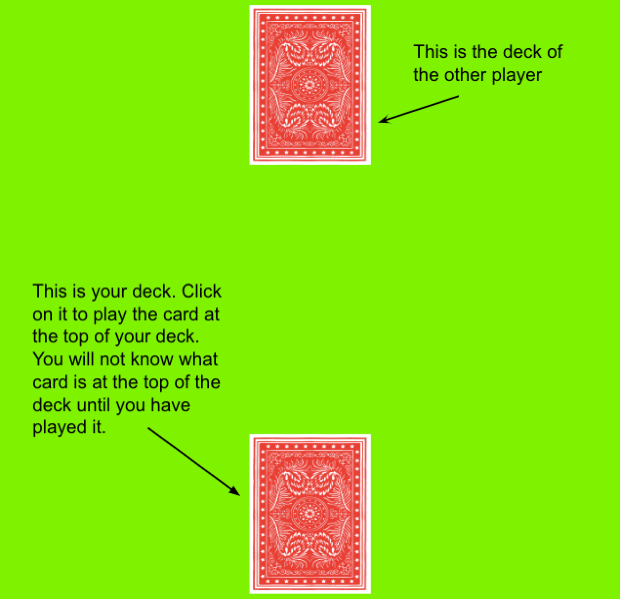 This is the deck of
the other player
This is your deck. Click
on it to play the card at
the top of your deck.
You will not know what
card is at the top of the
deck until you have
played it.